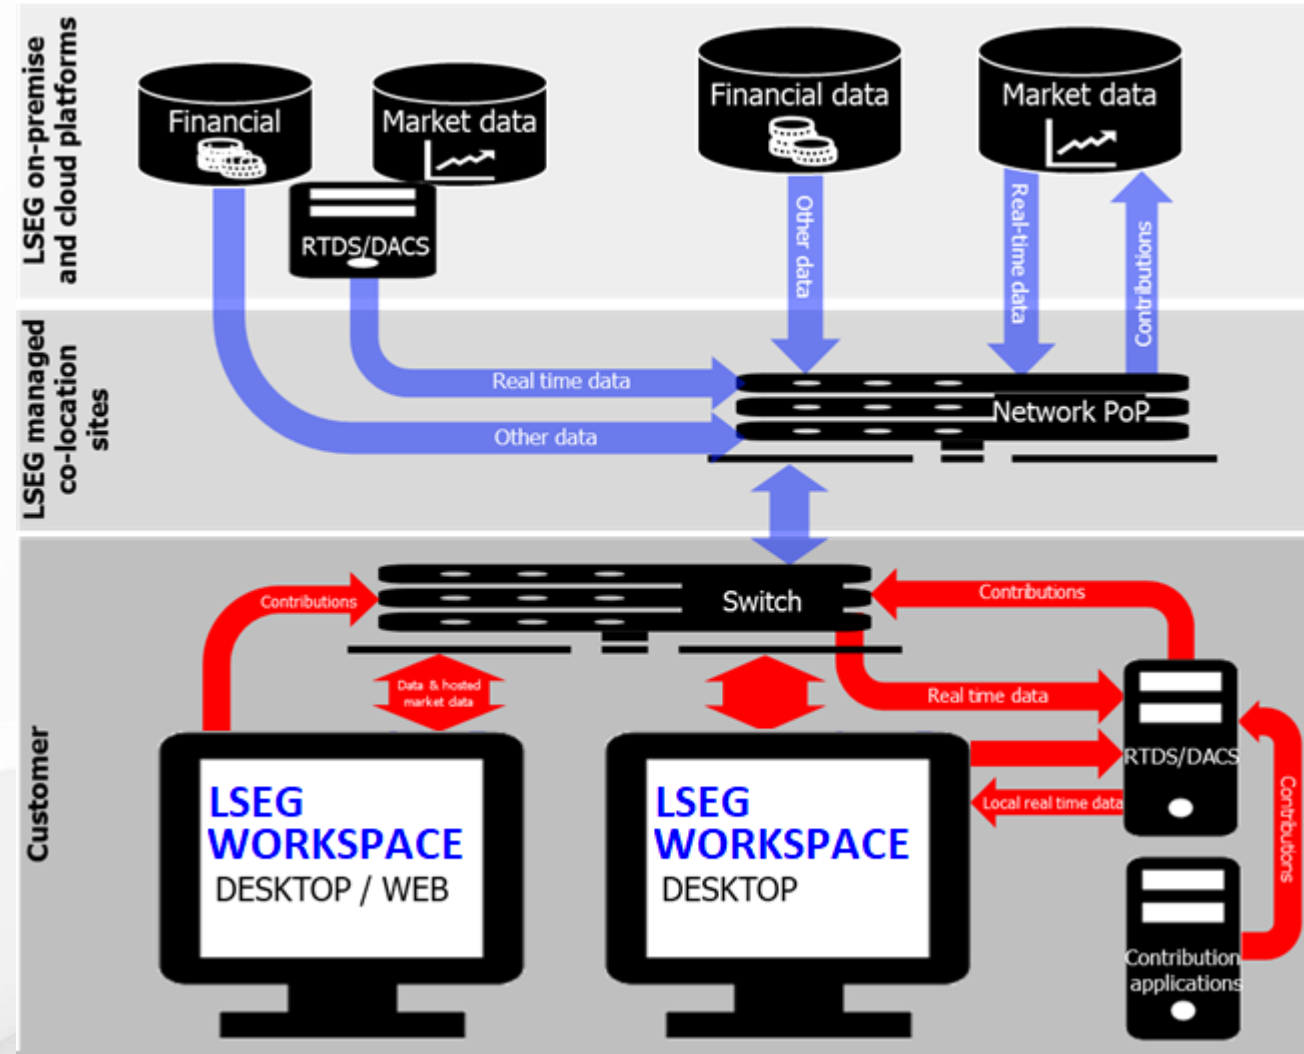 LSEG on-premise
and cloud platforms
Financial
Market data
RTDS/DACS
Financial data
Market data
Other data
Real-time data
Contributions
LSEG managed
co-location
sites
Real time data
Other data
Network PoP
Customer
Switch
Contributions
Contributions
Data & hosted
market data
Real time data
RTDS/DACS
Local real time data
Contributions
LSEG
WORKSPACE
DESKTOP / WEB
LSEG
WORKSPACE
DESKTOP
Contribution
applications